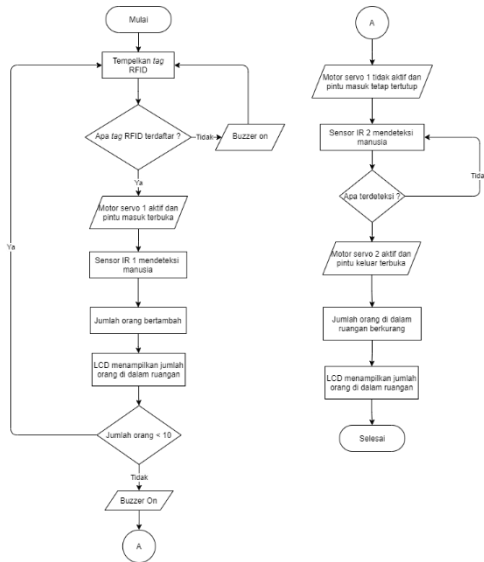 Mulai
Tempelkan tag
RFID
Apa tag RFID terdaftar ?
Tidak
Buzzer on
Ya
Motor servo 1 aktif dan
pintu masuk terbuka
Sensor IR 1 mendeteksi
manusia
Jumlah orang bertambah
LCD menampilkan jumlah
orang di dalam ruangan
Jumlah orang < 10
Ya
Tidak
Buzzer On
A
A
Motor servo 1 tidak aktif dan
pintu masuk tetap tertutup
Sensor IR 2 mendeteksi
manusia
Apa terdeteksi ?
Tida
Motor servo 2 aktif dan
pintu keluar terbuka
Jumlah orang di dalam
ruangan berkurang
LCD menampilkan jumlah
orang di dalam ruangan
Selesai